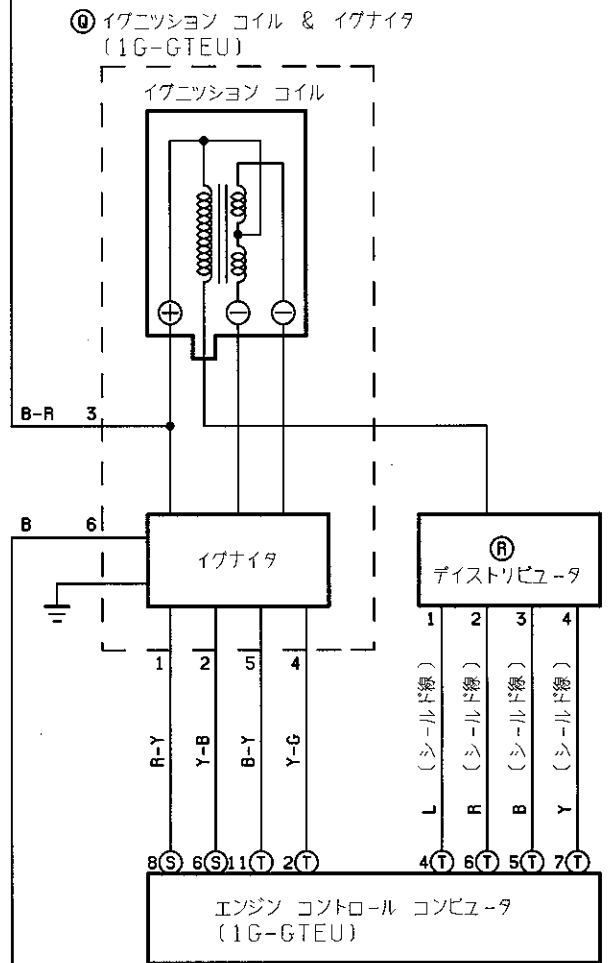 Ⓠ イグニッション コイル & イグナイタ
(1G-GTEU)
イグニッション コイル
+ − −
B-R 3
B 6
イグナイタ
Ⓡ
ディストリビュータ
1 2 5 4
1 2 3 4
R-Y Y-B B-Y Y-G
L (シールド線) R (シールド線) B (シールド線) Y (シールド線)
8Ⓢ 6Ⓢ 11Ⓣ 2Ⓣ 4Ⓣ 6Ⓣ 5Ⓣ 7Ⓣ
エンジン コントロール コンピュータ
(1G-GTEU)